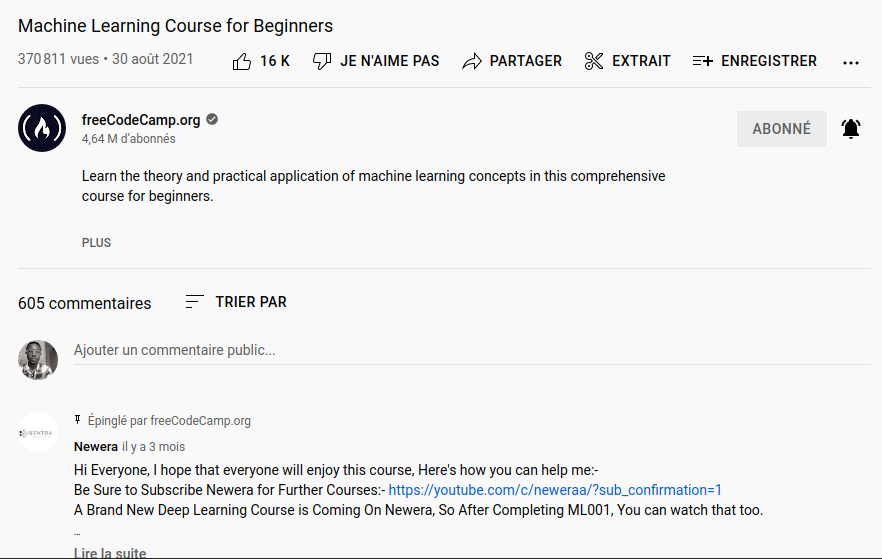 Machine Learning Course for Beginners
370 811 vues • 30 août 2021
16 K
JE N'AIME PAS
PARTAGER
EXTRAIT
ENREGISTRER
freeCodeCamp.org
4,64 M d'abonnés
ABONNÉ
Learn the theory and practical application of machine learning concepts in this comprehensive
course for beginners.
PLUS
605 commentaires
TRIER PAR
Ajouter un commentaire public...
Épinglé par freeCodeCamp.org
NEWERA
Newera il y a 3 mois
Hi Everyone, I hope that everyone will enjoy this course, Here's how you can help me:-
Be Sure to Subscribe Newera for Further Courses:- https://youtube.com/c/neweraa/?sub_confirmation=1
A Brand New Deep Learning Course is Coming On Newera, So After Completing ML001, You can watch that too.
...
Lire la suite